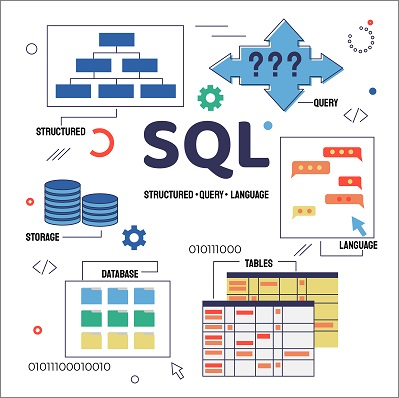 ???
QUERY
STRUCTURED
SQL
STRUCTURED • QUERY • LANGUAGE
STORAGE
LANGUAGE
010111000
TABLES
DATABASE
01011100010010